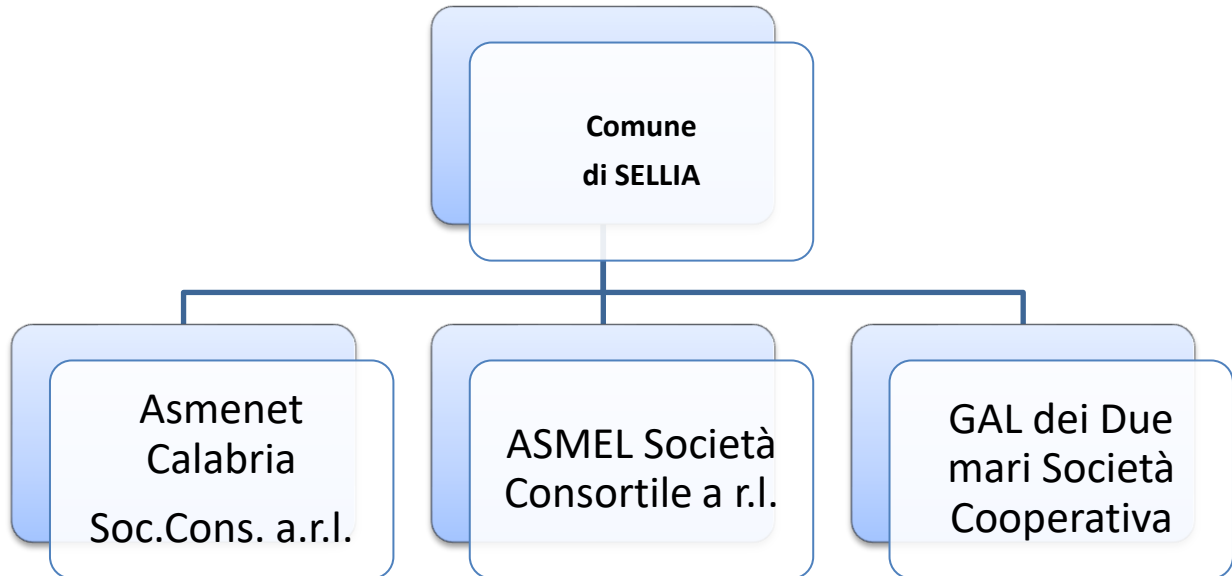 Comune
di SELLIA
Asmenet
Calabria
Soc.Cons. a.r.l.
ASMEL Società
Consortile a r.l.
GAL dei Due
mari Società
Cooperativa